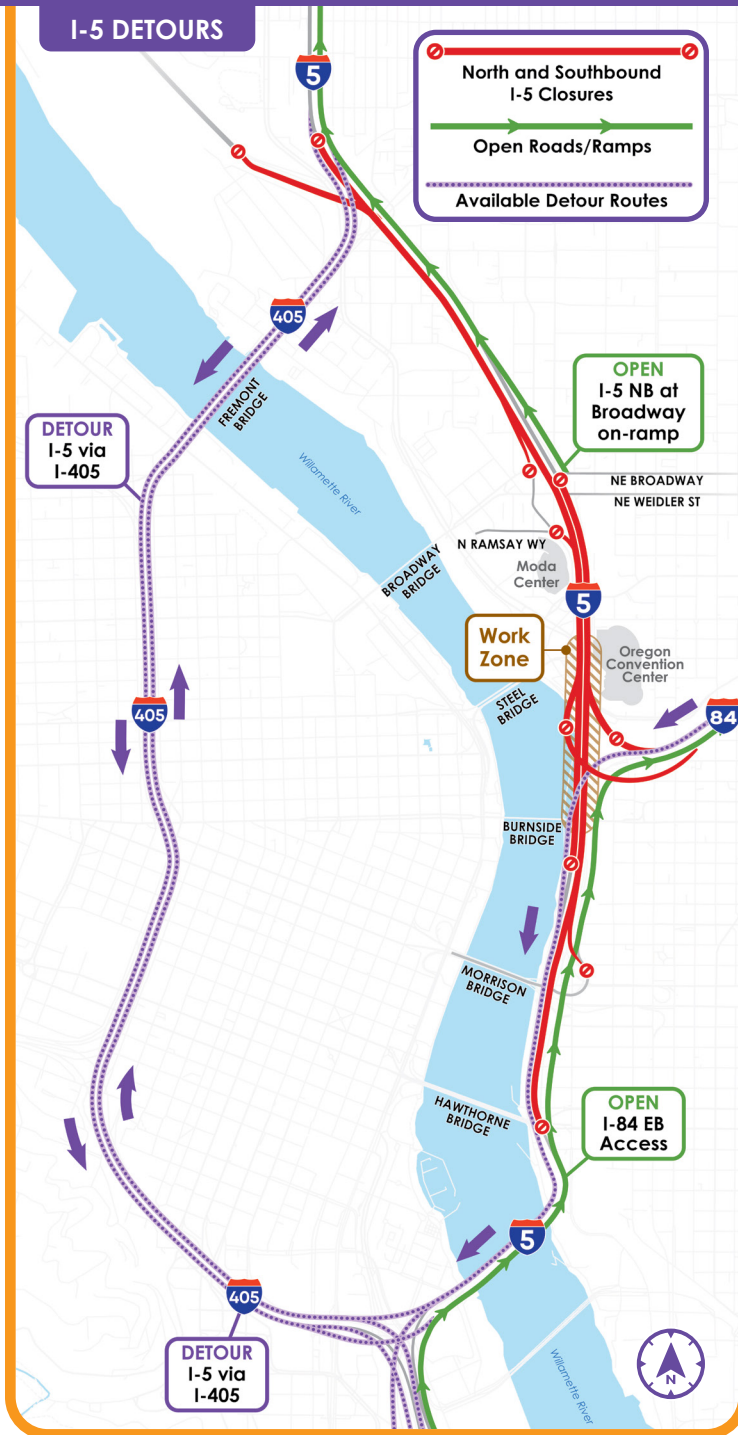 I-5 DETOURS
5
North and Southbound
I-5 Closures
Open Roads/Ramps
Available Detour Routes
405
FREMONT
BRIDGE
OPEN
I-5 NB at
Broadway
on-ramp
DETOUR
I-5 via
I-405
Willamette River
NE BROADWAY
NE WEIDLER ST
N RAMSAY WY
BROADWAY
BRIDGE
Moda
Center
5
Work
Zone
Oregon
Convention
Center
STEEL
BRIDGE
405
84
BURNSIDE
BRIDGE
MORRISON
BRIDGE
HAWTHORNE
BRIDGE
OPEN
I-84 EB
Access
5
405
DETOUR
I-5 via
I-405
Willamette River
N